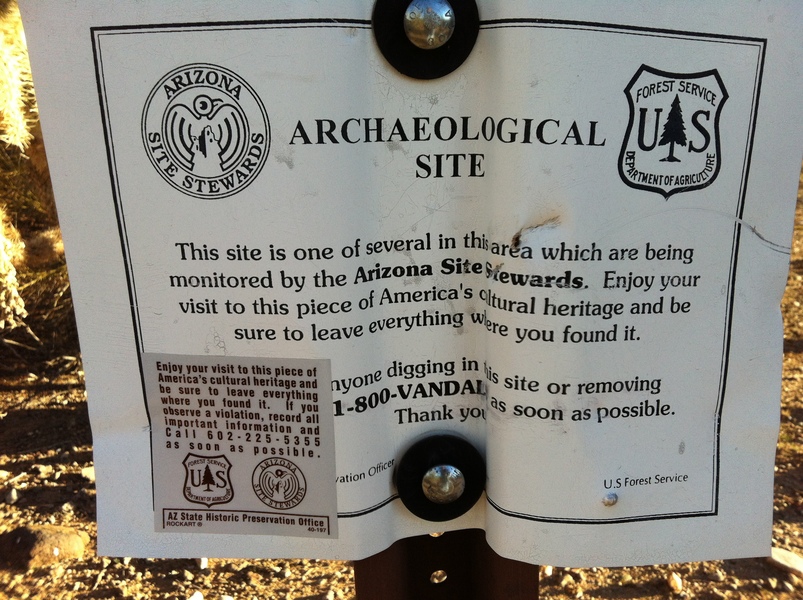 ARIZONA
SITE STEWARDS
ARCHAEOLOGICAL
SITE
FOREST SERVICE
US
DEPARTMENT OF AGRICULTURE
This site is one of several in this area which are being
monitored by the Arizona Site Stewards. Enjoy your
visit to this piece of America's cultural heritage and be
sure to leave everything where you found it.
nyone digging in this site or removing
1-800-VANDAL as soon as possible.
Thank you
vation Officer
U.S Forest Service
Enjoy your visit to this piece of
America's cultural heritage and
be sure to leave everything
where you found it. If you
observe a violation, record all
important information and
Call 602-225-5355
as soon as possible.
FOREST SERVICE
US
DEPARTMENT OF AGRICULTURE
ARIZONA
SITE STEWARDS
AZ State Historic Preservation Office
ROCKART ® 40-197